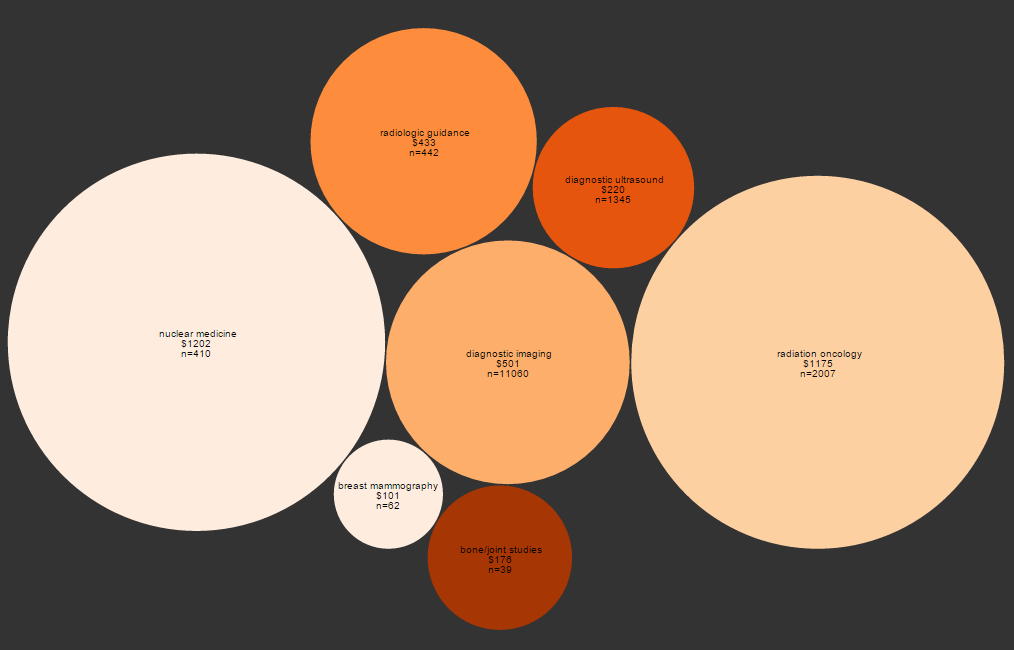 radiologic guidance
$433
n=442
diagnostic ultrasound
$220
n=1345
nuclear medicine
$1202
n=410
diagnostic imaging
$501
n=11060
radiation oncology
$1175
n=2007
breast mammography
$101
n=62
bone/joint studies
$176
n=39